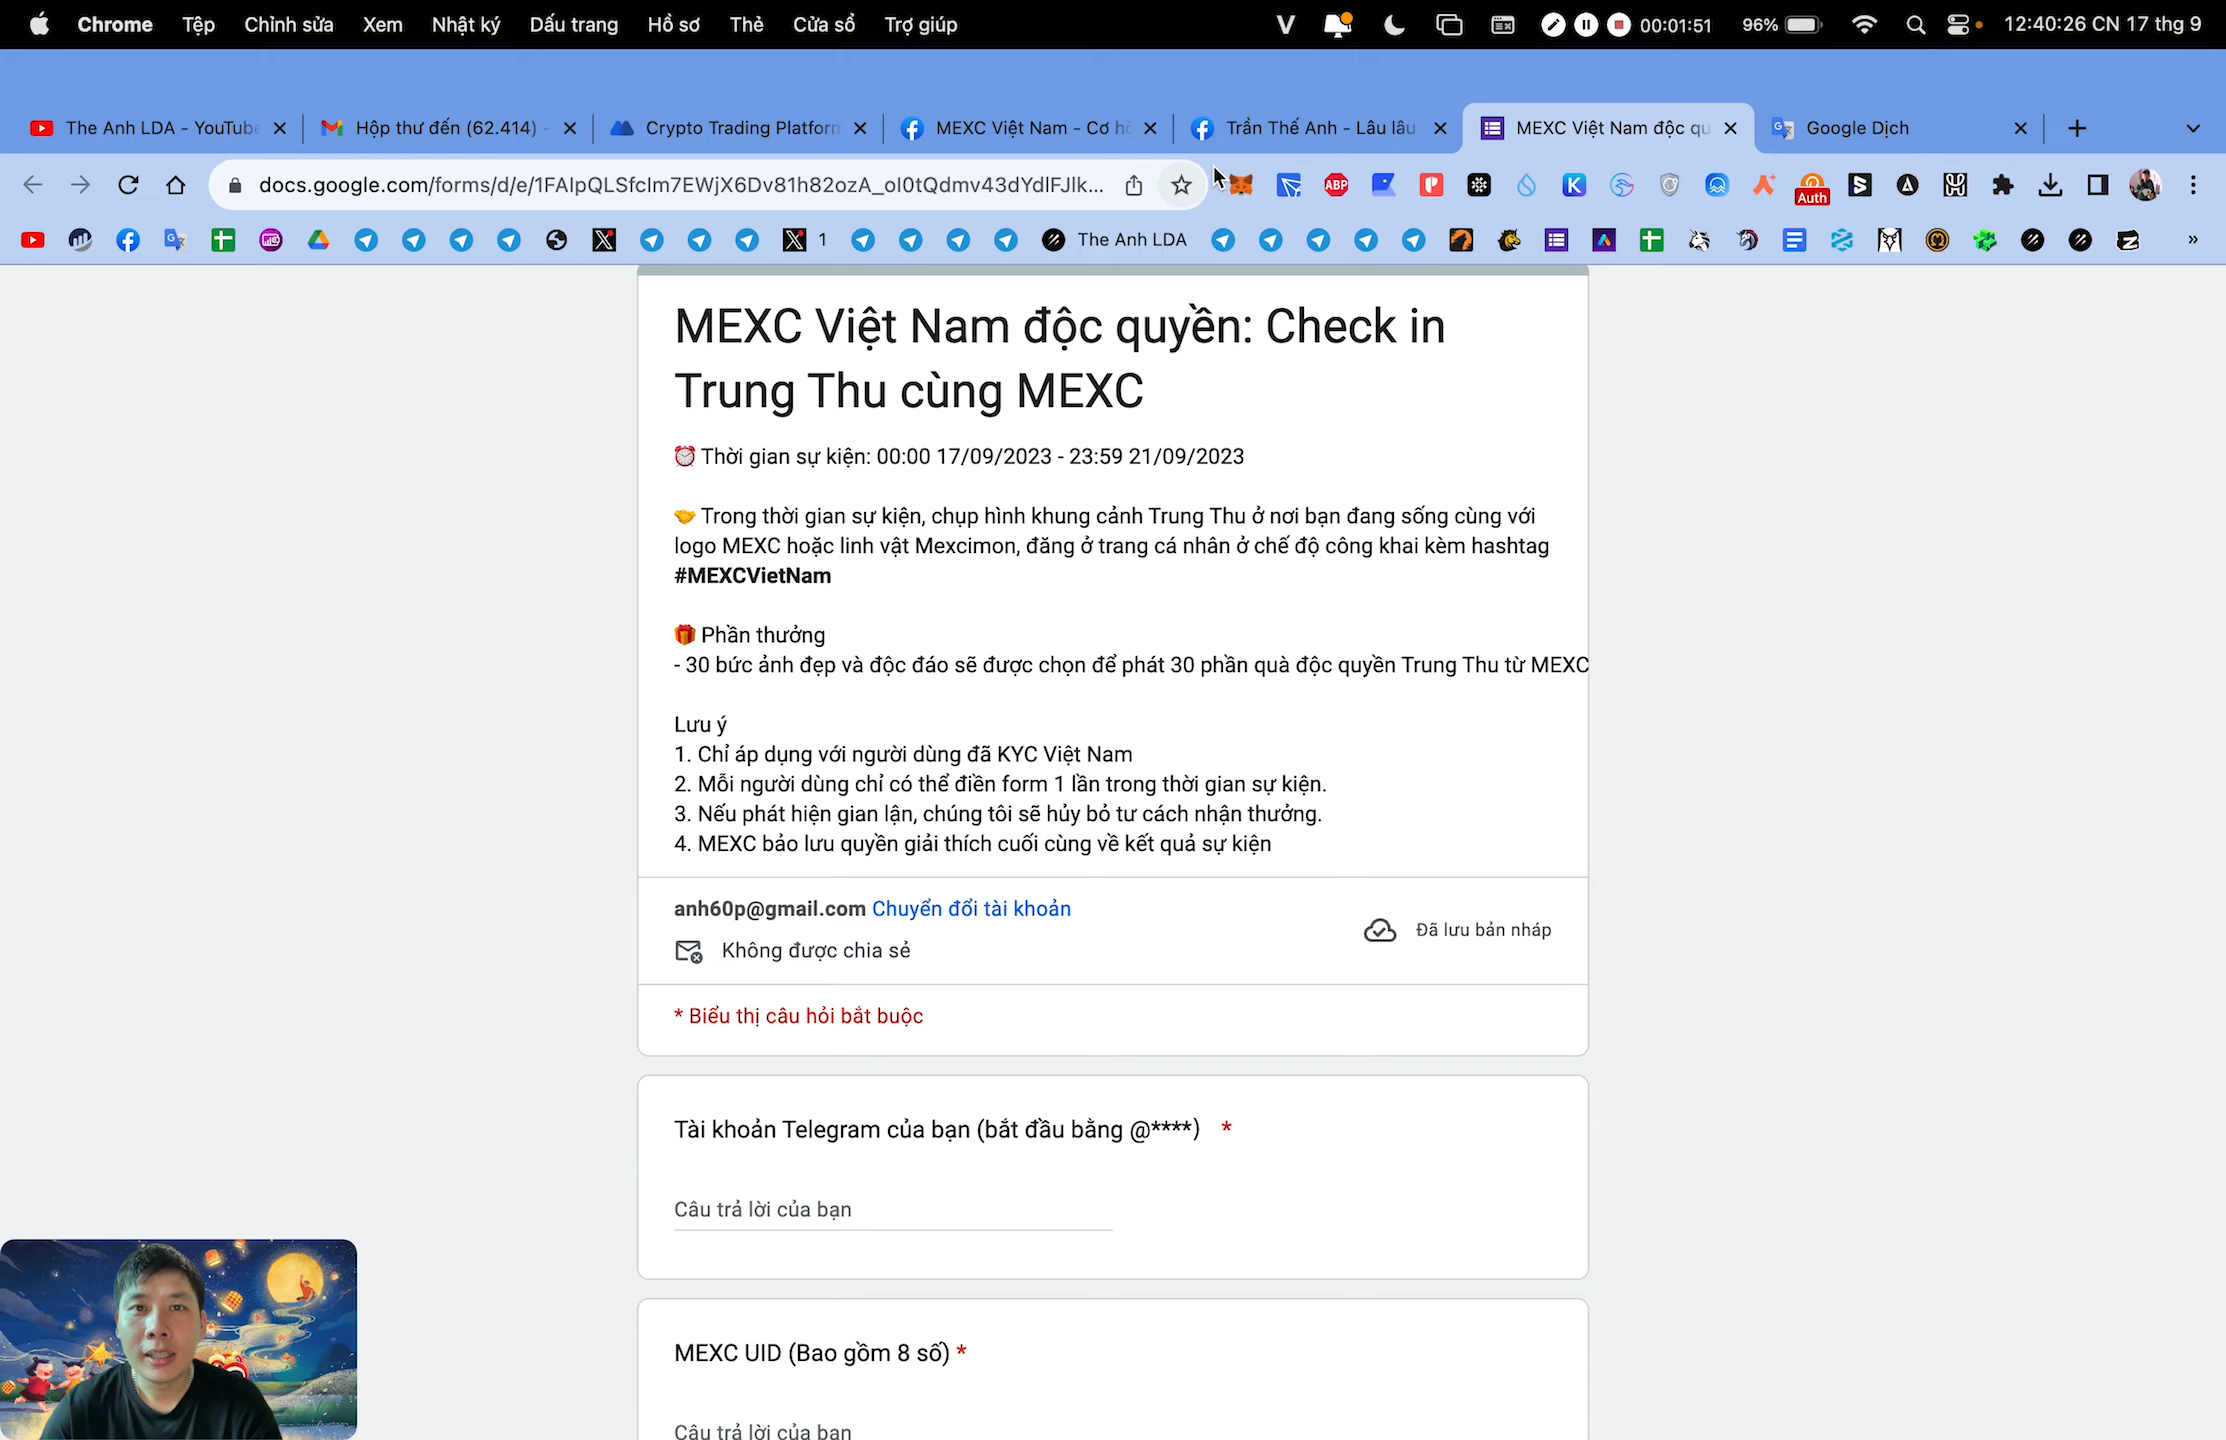 Chrome Tệp Chỉnh sửa Xem Nhật ký Dấu trang Hồ sơ Thẻ Cửa sổ Trợ giúp 00:01:51 96% 12:40:26 CN 17 thg 9
The Anh LDA - YouTube Hộp thư đến (62.414) - Crypto Trading Platform MEXC Việt Nam - Cơ hộ Trần Thế Anh - Lâu lâu MEXC Việt Nam độc qu Google Dịch
docs.google.com/forms/d/e/ ABP Auth
1 The Anh LDA »
MEXC Việt Nam độc quyền: Check in
Trung Thu cùng MEXC
Thời gian sự kiện: 00:00 17/09/2023 - 23:59 21/09/2023
Trong thời gian sự kiện, chụp hình khung cảnh Trung Thu ở nơi bạn đang sống cùng với
logo MEXC hoặc linh vật Mexcimon, đăng ở trang cá nhân ở chế độ công khai kèm hashtag
#MEXCVietNam
Phần thưởng
- 30 bức ảnh đẹp và độc đáo sẽ được chọn để phát 30 phần quà độc quyền Trung Thu từ MEXC
Lưu ý
1. Chỉ áp dụng với người dùng đã KYC Việt Nam
2. Mỗi người dùng chỉ có thể điền form 1 lần trong thời gian sự kiện.
3. Nếu phát hiện gian lận, chúng tôi sẽ hủy bỏ tư cách nhận thưởng.
4. MEXC bảo lưu quyền giải thích cuối cùng về kết quả sự kiện
anh60p@gmail.com Chuyển đổi tài khoản
Đã lưu bản nháp
Không được chia sẻ
* Biểu thị câu hỏi bắt buộc
Tài khoản Telegram của bạn (bắt đầu bằng @****) *
Câu trả lời của bạn
MEXC UID (Bao gồm 8 số) *
Câu trả lời của bạn